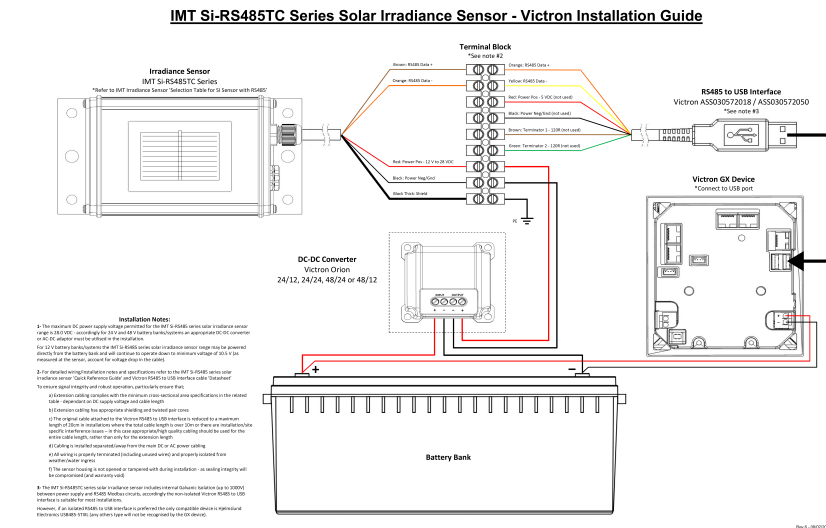 IMT Si-RS485TC Series Solar Irradiance Sensor - Victron Installation Guide
Terminal Block
*See note #2
Irradiance Sensor
IMT Si-RS485TC Series
*Refer to IMT Irradiance Sensor 'Selection Table for Si Sensor with RS485'
Brown: RS485 Data +
Orange: RS485 Data -
Red: Power Pos - 12 V to 28 VDC
Black: Power Neg/Gnd
Black Thick: Shield
Orange: RS485 Data +
Yellow: RS485 Data -
Red: Power Pos - 5 VDC (not used)
Black: Power Neg/Gnd (not used)
Brown: Terminator 1 - 120R (not used)
Green: Terminator 2 - 120R (not used)
PE
RS485 to USB Interface
Victron ASS030572018 / ASS030572050
*See note #3
Victron GX Device
*Connect to USB port
DC-DC Converter
Victron Orion
24/12, 24/24, 48/24 or 48/12
INPUT OUTPUT
+ - - +
+
−
Battery Bank
Installation Notes:
1- The maximum DC power supply voltage permitted for the IMT Si-RS485 series solar irradiance sensor
range is 28.0 VDC - accordingly for 24 V and 48 V battery banks/systems an appropriate DC-DC converter
or AC-DC adaptor must be utilised in the installation.
For 12 V battery banks/systems the IMT Si-RS485 series solar irradiance sensor range may be powered
directly from the battery bank and will continue to operate down to minimum voltage of 10.5 V (as
measured at the sensor, account for voltage drop in the cable).
2- For detailed wiring/installation notes and specifications refer to the IMT Si-RS485 series solar
irradiance sensor 'Quick Reference Guide' and Victron RS485 to USB interface cable 'Datasheet'
To ensure signal integrity and robust operation, particularly ensure that;
a) Extension cabling complies with the minimum cross-sectional area specifications in the related
table - dependant on DC supply voltage and cable length
b) Extension cabling has appropriate shielding and twisted pair cores
c) The original cable attached to the Victron RS485 to USB interface is reduced to a maximum
length of 20cm in installations where the total cable length is over 10m or there are installation/site
specific interference issues – in this case appropriate/high quality cabling should be used for the
entire cable length, rather than only for the extension length
d) Cabling is installed separated/away from the main DC or AC power cabling
e) All wiring is properly terminated (including unused wires) and properly isolated from
weather/water ingress
f) The sensor housing is not opened or tampered with during installation - as sealing integrity will
be compromised (and warranty void)
3- The IMT Si-RS485TC series solar irradiance sensor includes internal Galvanic Isolation (up to 1000V)
between power supply and RS485 Modbus circuits, accordingly the non-isolated Victron RS485 to USB
interface is suitable for most installations.
However, if an isolated RS485 to USB interface is preferred the only compatible device is Hjelmslund
Electronics USB485-STIXL (any others type will not be recognised by the GX device).